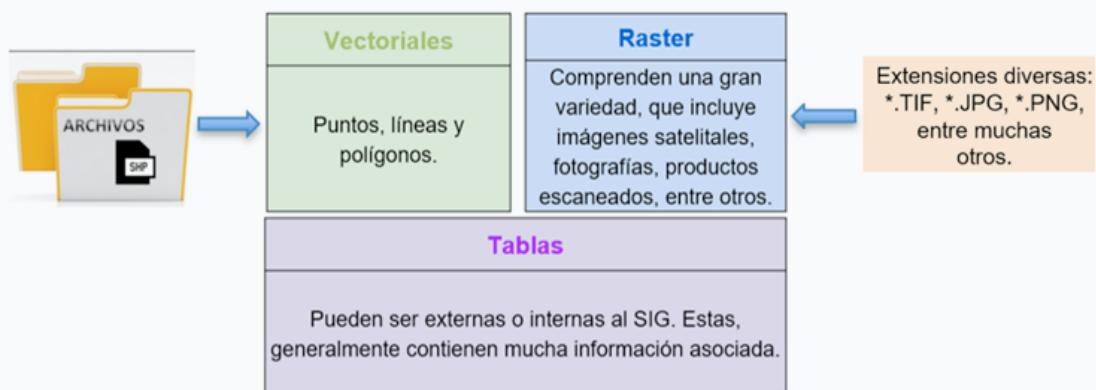 ARCHIVOS
SHP
Vectoriales
Puntos, líneas y
polígonos.
Raster
Comprenden una gran
variedad, que incluye
imágenes satelitales,
fotografías, productos
escaneados, entre otros.
Extensiones diversas:
*.TIF, *.JPG, *.PNG,
entre muchas
otros.
Tablas
Pueden ser externas o internas al SIG. Estas,
generalmente contienen mucha información asociada.